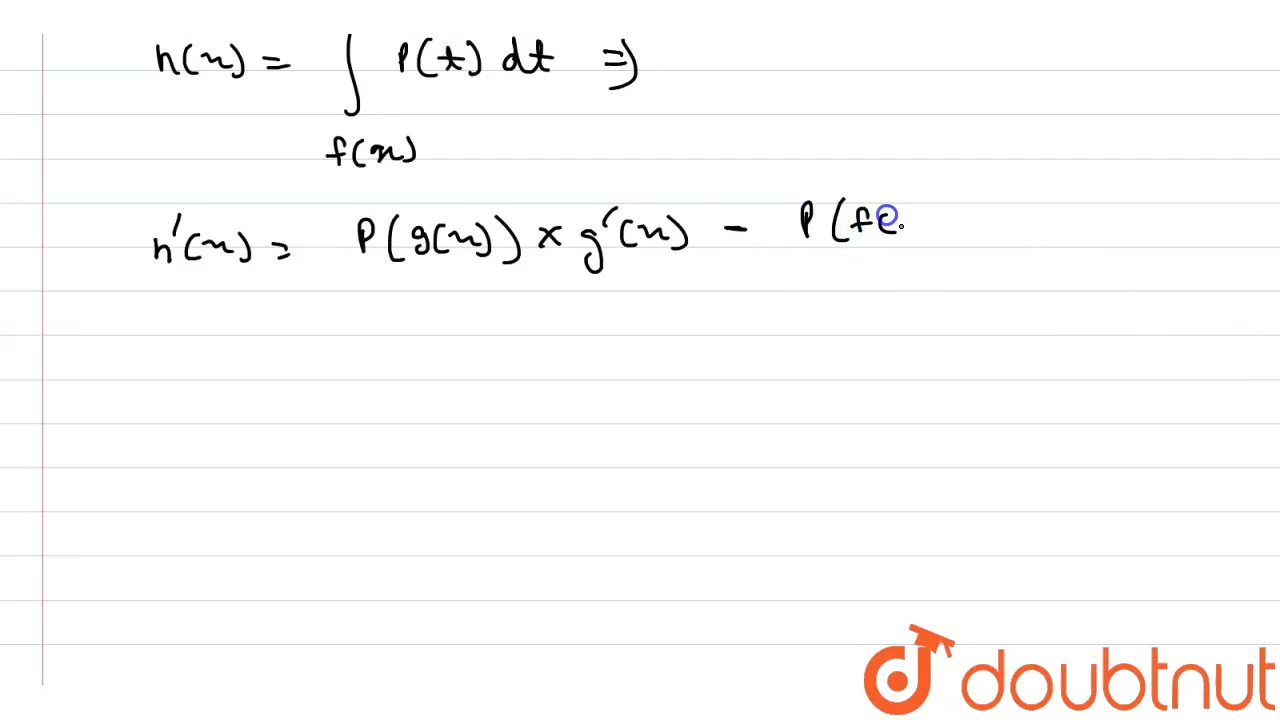 h(x) = ∫ P(t) dt ⇒
f(x)
h'(x) = P(g(x)) × g'(x) - P(f(
doubtnut